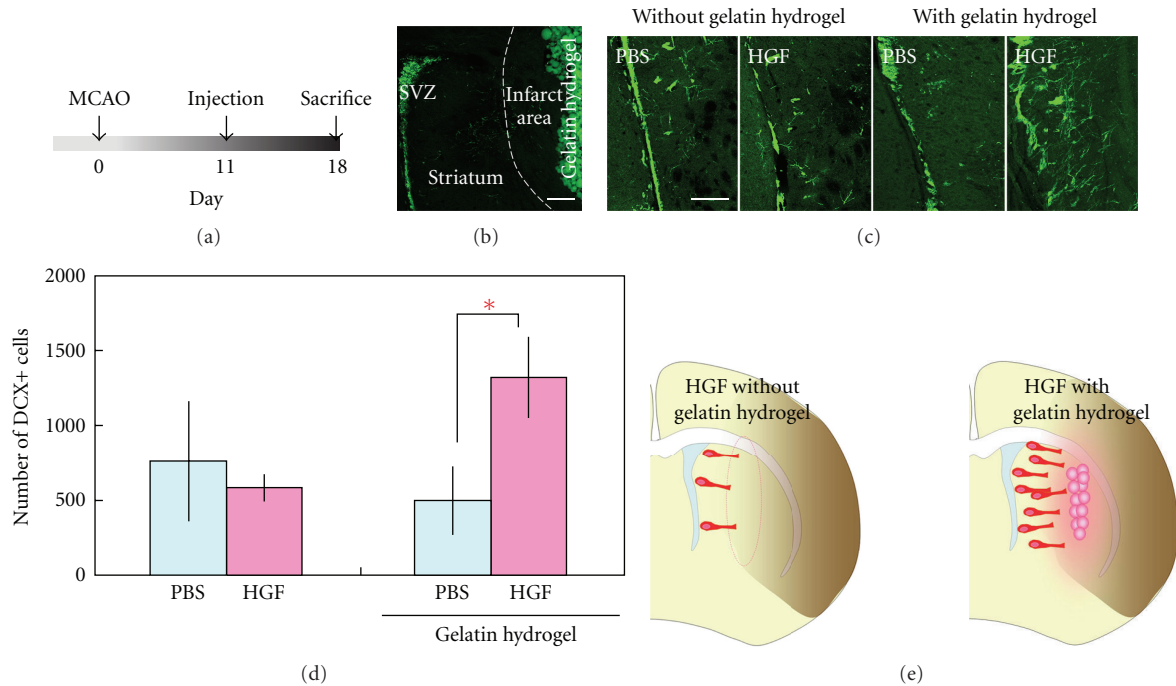 MCAO
Injection
Sacrifice
0
11
18
Day
(a)
SVZ
Infarct
area
Gelatin hydrogel
Striatum
(b)
Without gelatin hydrogel
With gelatin hydrogel
PBS
HGF
PBS
HGF
(c)
Number of DCX+ cells
2000
1500
1000
500
0
*
PBS
HGF
PBS
HGF
Gelatin hydrogel
(d)
HGF without
gelatin hydrogel
HGF with
gelatin hydrogel
(e)